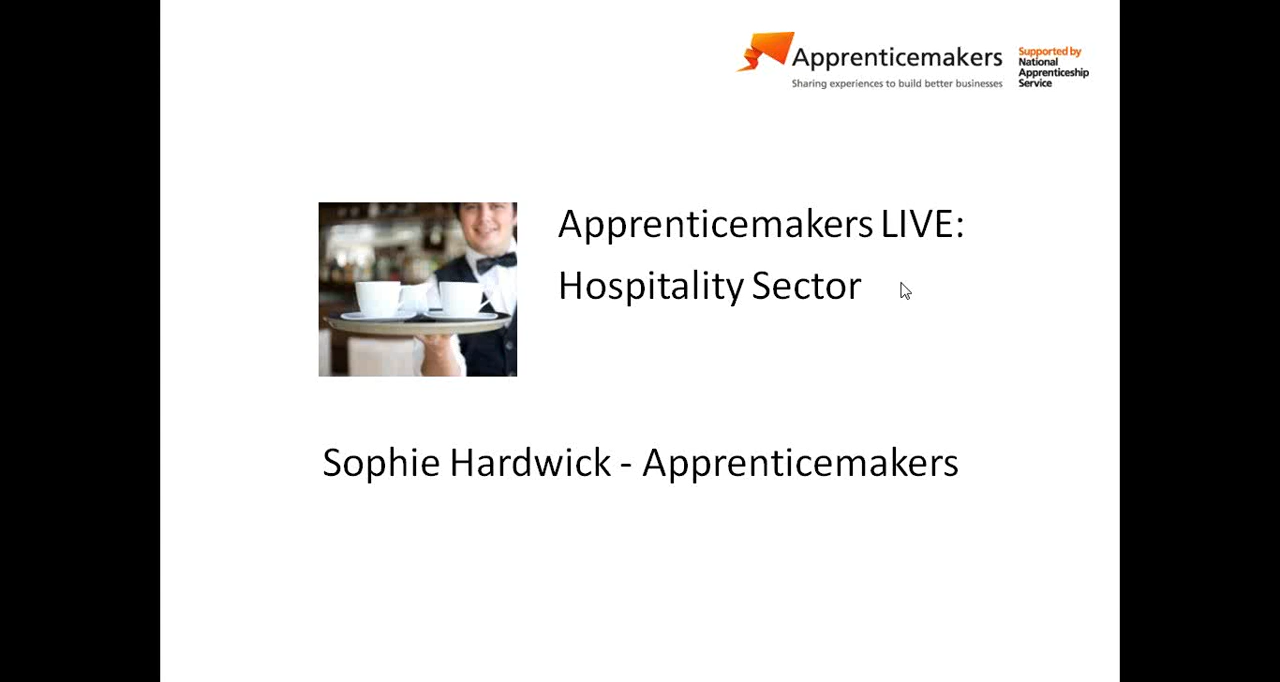 Apprenticemakers
Sharing experiences to build better businesses
Supported by
National
Apprenticeship
Service
Apprenticemakers LIVE:
Hospitality Sector
Sophie Hardwick - Apprenticemakers